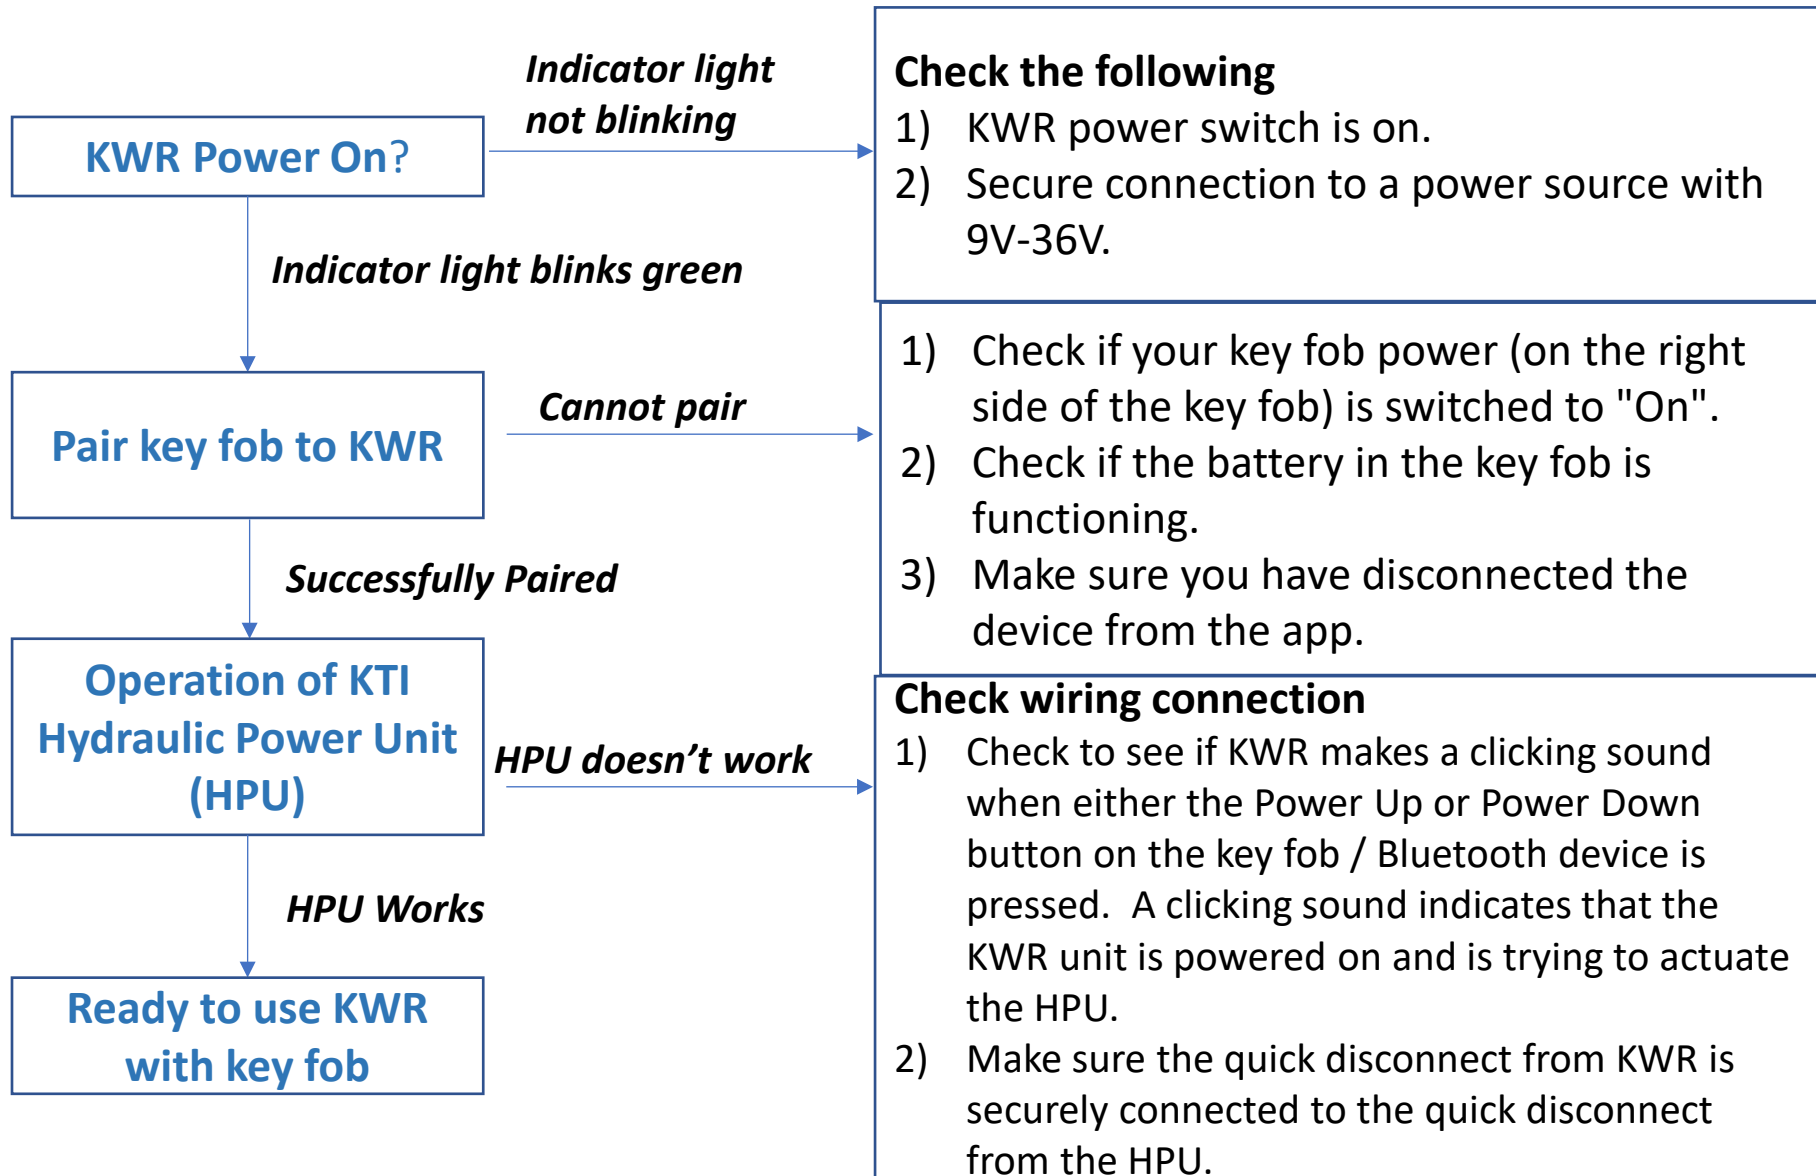 KWR Power On?
Indicator light
not blinking
Check the following
1) KWR power switch is on.
2) Secure connection to a power source with
9V-36V.
Indicator light blinks green
Pair key fob to KWR
Cannot pair
1) Check if your key fob power (on the right
side of the key fob) is switched to "On".
2) Check if the battery in the key fob is
functioning.
3) Make sure you have disconnected the
device from the app.
Successfully Paired
Operation of KTI
Hydraulic Power Unit
(HPU)
HPU doesn’t work
Check wiring connection
1) Check to see if KWR makes a clicking sound
when either the Power Up or Power Down
button on the key fob / Bluetooth device is
pressed.  A clicking sound indicates that the
KWR unit is powered on and is trying to actuate
the HPU.
2) Make sure the quick disconnect from KWR is
securely connected to the quick disconnect
from the HPU.
HPU Works
Ready to use KWR
with key fob